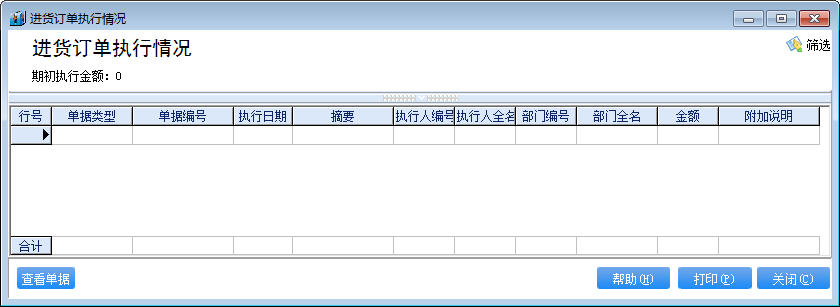 进货订单执行情况
进货订单执行情况
筛选
期初执行金额：0
行号 单据类型 单据编号 执行日期 摘要 执行人编号 执行人全名 部门编号 部门全名 金额 附加说明
合计
查看单据 帮助(H) 打印(P) 关闭(C)